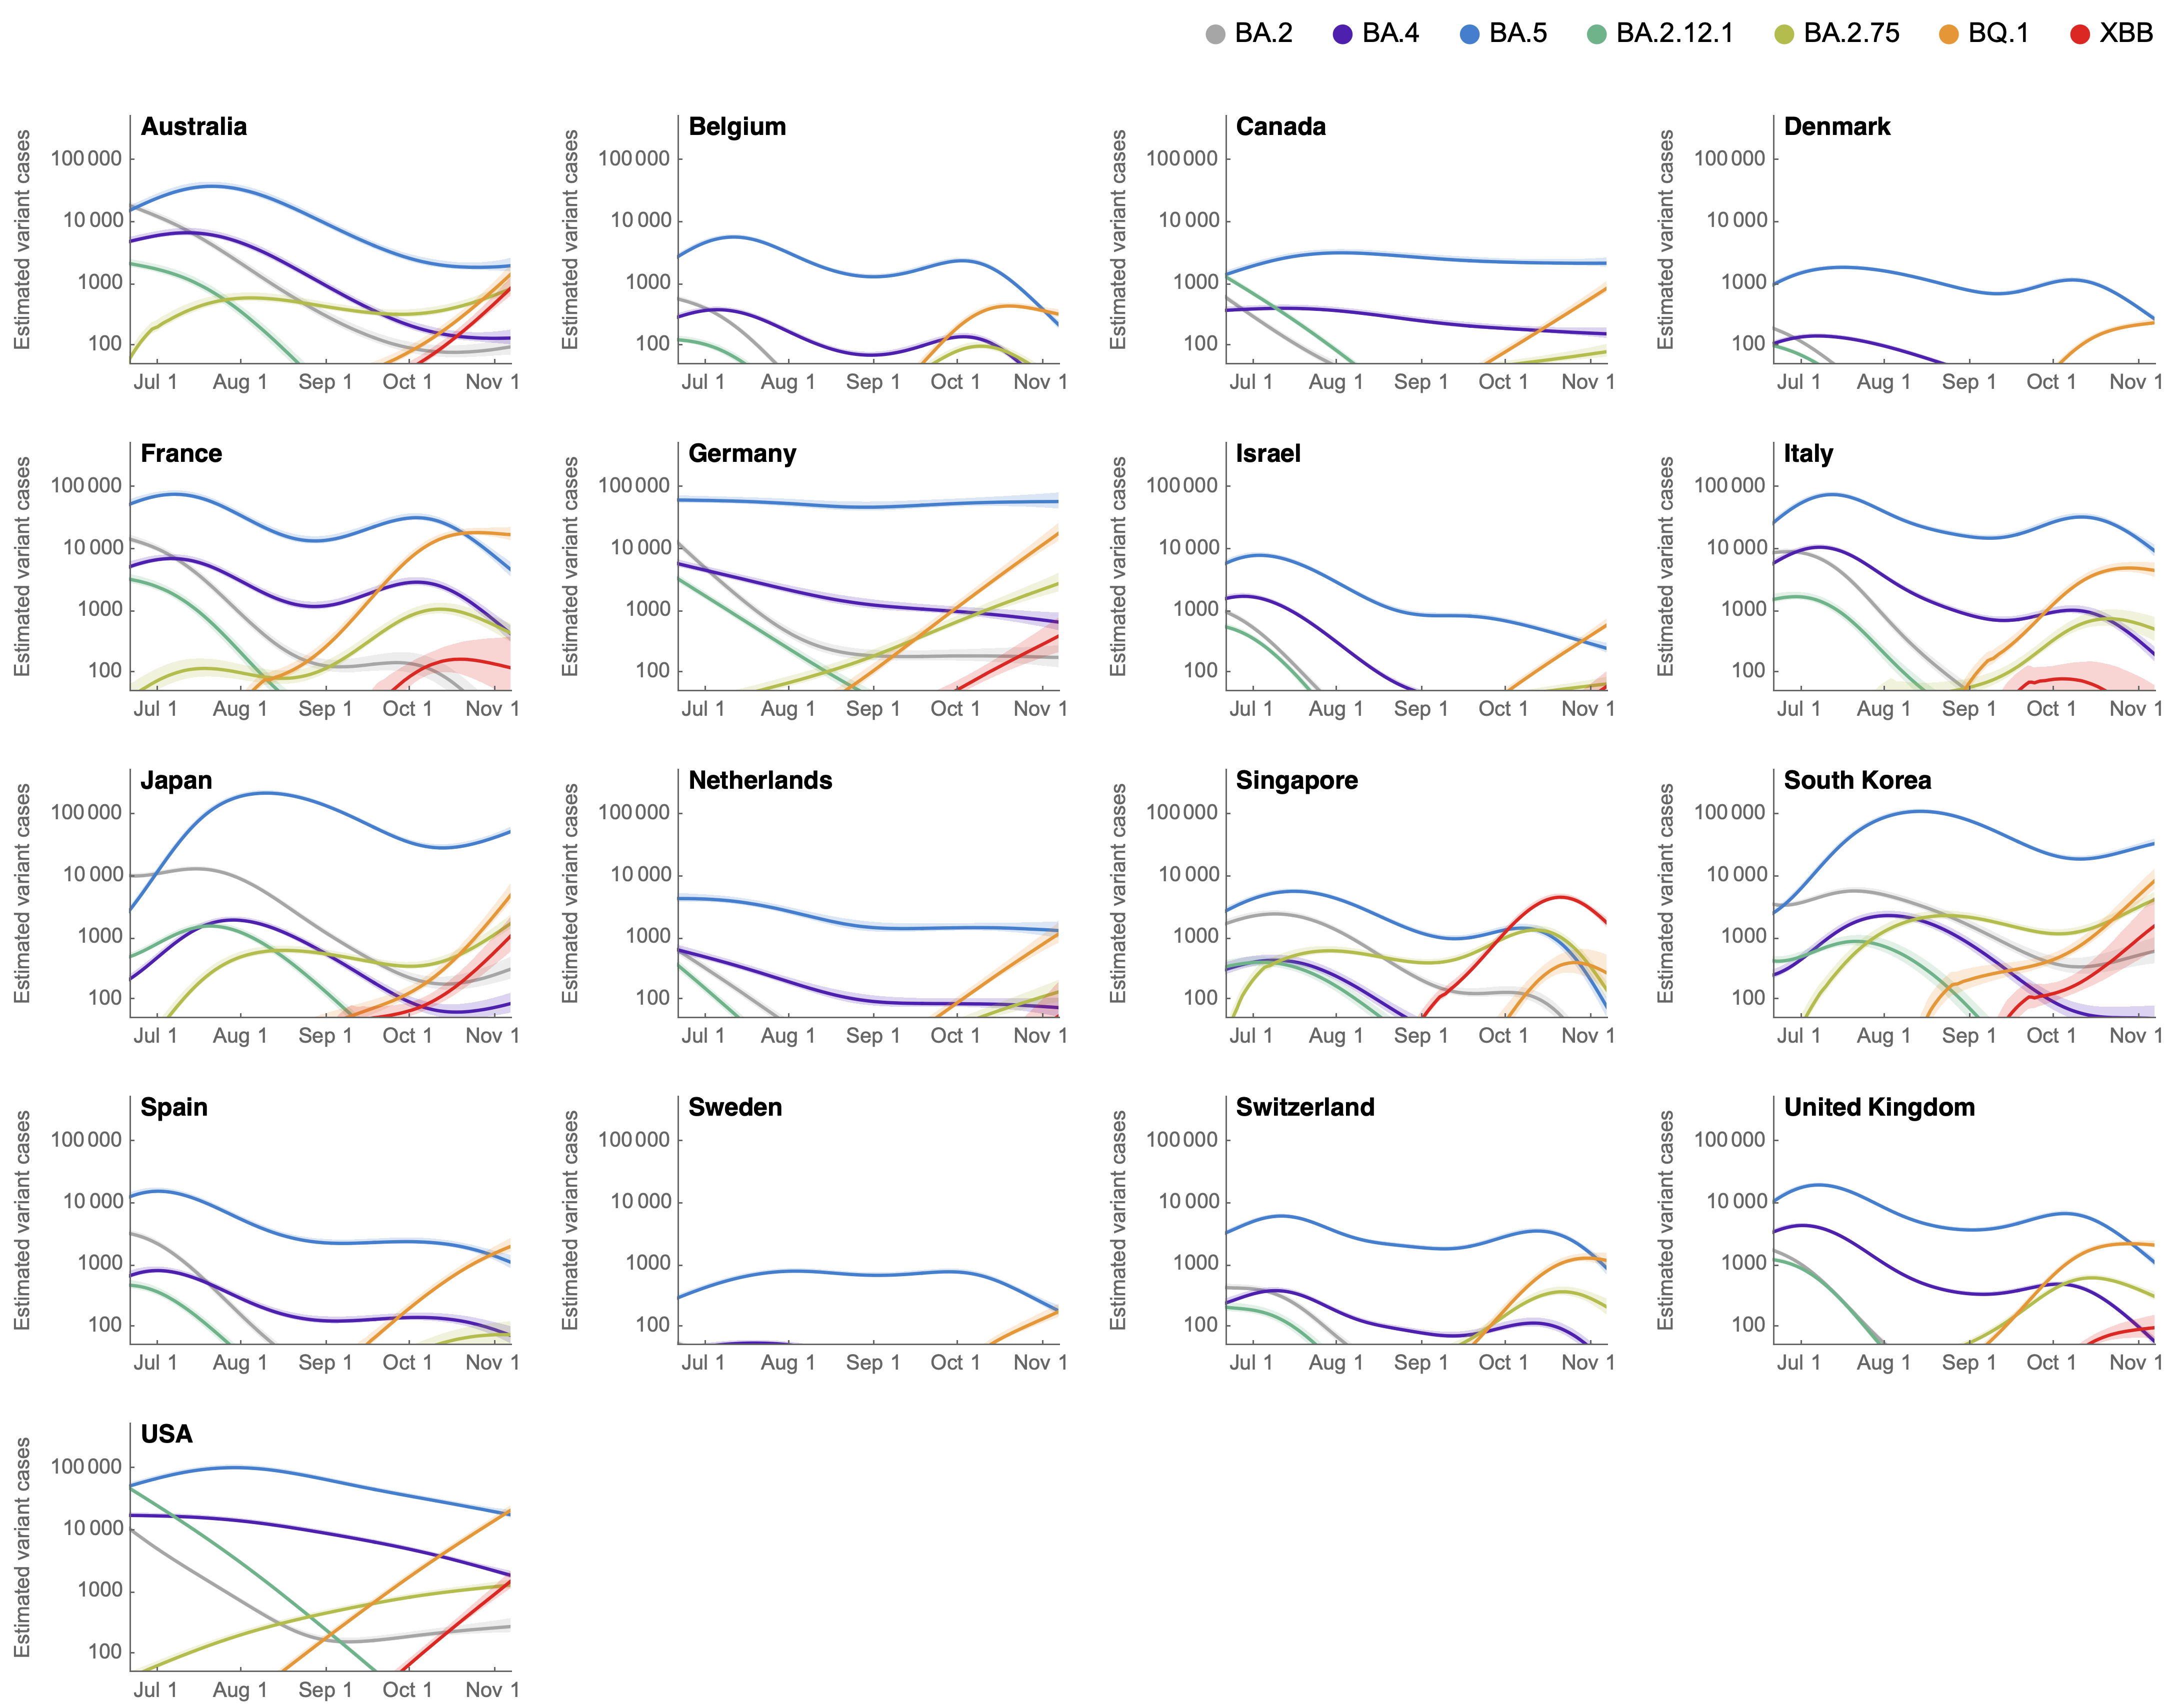 BA.2 BA.4 BA.5 BA.2.12.1 BA.2.75 BQ.1 XBB
Australia
Estimated variant cases
100 000
10 000
1000
100
Jul 1 Aug 1 Sep 1 Oct 1 Nov 1
Belgium
Estimated variant cases
100 000
10 000
1000
100
Jul 1 Aug 1 Sep 1 Oct 1 Nov 1
Canada
Estimated variant cases
100 000
10 000
1000
100
Jul 1 Aug 1 Sep 1 Oct 1 Nov 1
Denmark
Estimated variant cases
100 000
10 000
1000
100
Jul 1 Aug 1 Sep 1 Oct 1 Nov 1
France
Estimated variant cases
100 000
10 000
1000
100
Jul 1 Aug 1 Sep 1 Oct 1 Nov 1
Germany
Estimated variant cases
100 000
10 000
1000
100
Jul 1 Aug 1 Sep 1 Oct 1 Nov 1
Israel
Estimated variant cases
100 000
10 000
1000
100
Jul 1 Aug 1 Sep 1 Oct 1 Nov 1
Italy
Estimated variant cases
100 000
10 000
1000
100
Jul 1 Aug 1 Sep 1 Oct 1 Nov 1
Japan
Estimated variant cases
100 000
10 000
1000
100
Jul 1 Aug 1 Sep 1 Oct 1 Nov 1
Netherlands
Estimated variant cases
100 000
10 000
1000
100
Jul 1 Aug 1 Sep 1 Oct 1 Nov 1
Singapore
Estimated variant cases
100 000
10 000
1000
100
Jul 1 Aug 1 Sep 1 Oct 1 Nov 1
South Korea
Estimated variant cases
100 000
10 000
1000
100
Jul 1 Aug 1 Sep 1 Oct 1 Nov 1
Spain
Estimated variant cases
100 000
10 000
1000
100
Jul 1 Aug 1 Sep 1 Oct 1 Nov 1
Sweden
Estimated variant cases
100 000
10 000
1000
100
Jul 1 Aug 1 Sep 1 Oct 1 Nov 1
Switzerland
Estimated variant cases
100 000
10 000
1000
100
Jul 1 Aug 1 Sep 1 Oct 1 Nov 1
United Kingdom
Estimated variant cases
100 000
10 000
1000
100
Jul 1 Aug 1 Sep 1 Oct 1 Nov 1
USA
Estimated variant cases
100 000
10 000
1000
100
Jul 1 Aug 1 Sep 1 Oct 1 Nov 1